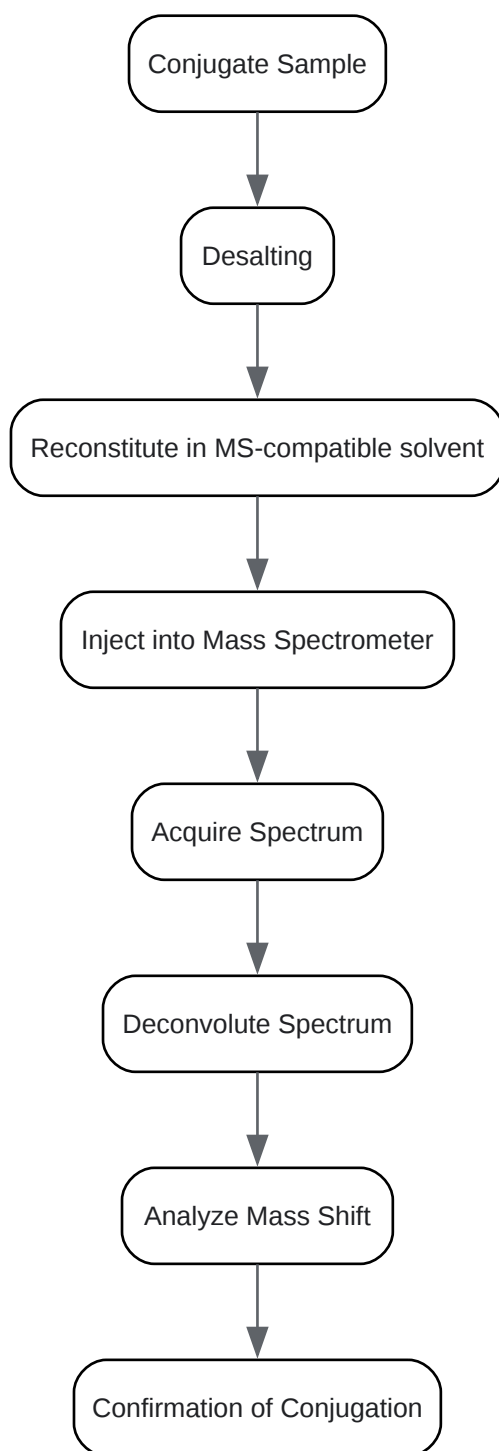 Conjugate Sample
Desalting
Reconstitute in MS-compatible solvent
Inject into Mass Spectrometer
Acquire Spectrum
Deconvolute Spectrum
Analyze Mass Shift
Confirmation of Conjugation